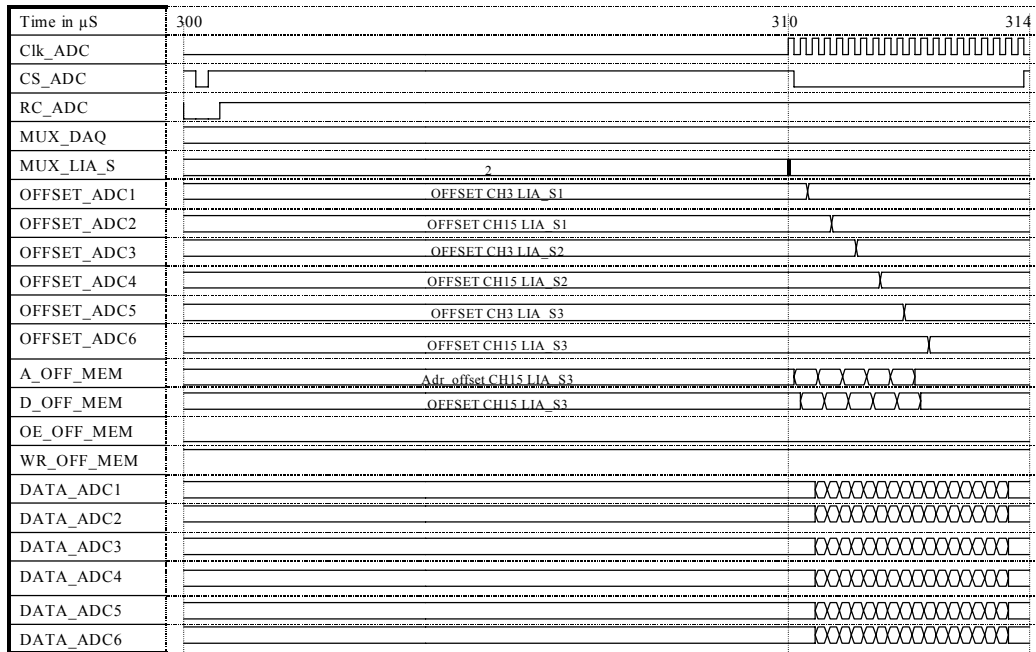 Time in µS 300 310 314
Clk_ADC
CS_ADC
RC_ADC
MUX_DAQ
MUX_LIA_S 2
OFFSET_ADC1 OFFSET CH3 LIA_S1
OFFSET_ADC2 OFFSET CH15 LIA_S1
OFFSET_ADC3 OFFSET CH3 LIA_S2
OFFSET_ADC4 OFFSET CH15 LIA_S2
OFFSET_ADC5 OFFSET CH3 LIA_S3
OFFSET_ADC6 OFFSET CH15 LIA_S3
A_OFF_MEM Adr_offset CH15 LIA_S3
D_OFF_MEM OFFSET CH15 LIA_S3
OE_OFF_MEM
WR_OFF_MEM
DATA_ADC1
DATA_ADC2
DATA_ADC3
DATA_ADC4
DATA_ADC5
DATA_ADC6